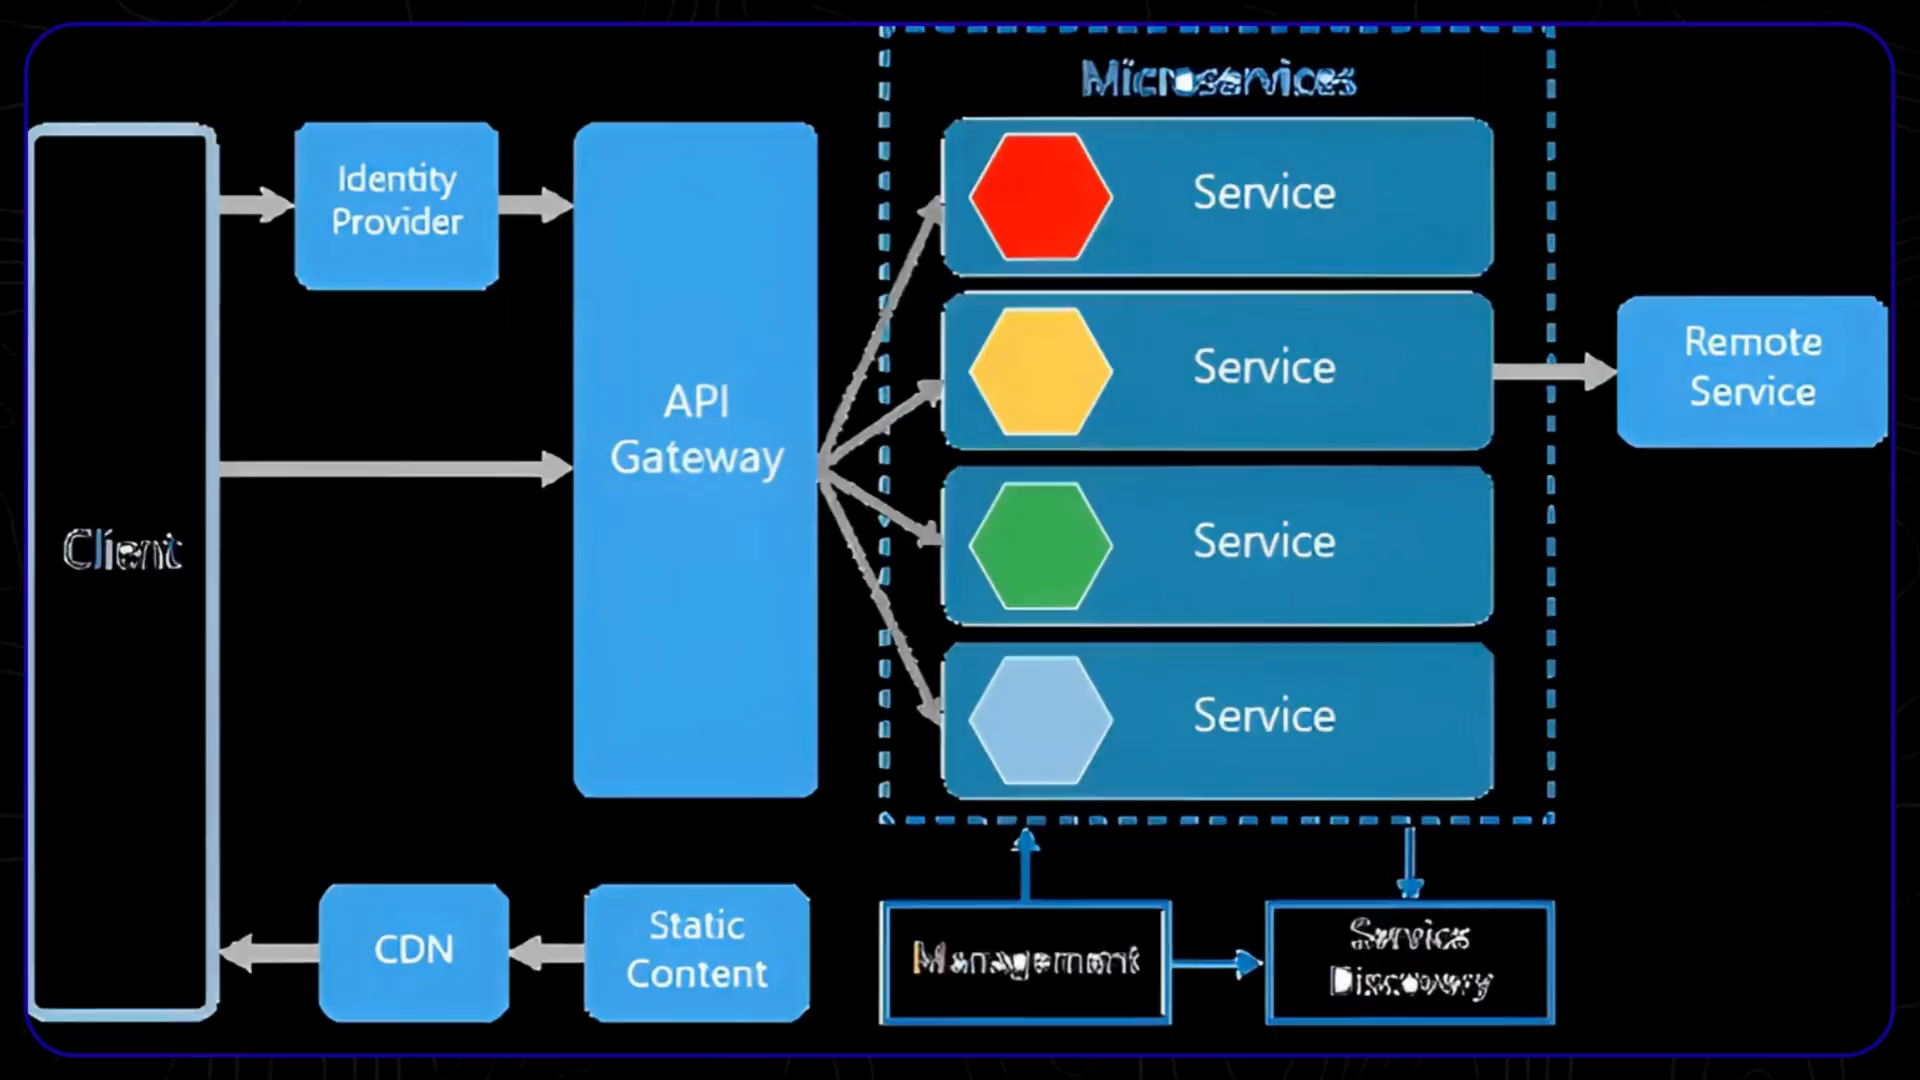 Microservices
Identity
Provider
Service
API
Gateway
Service
Remote
Service
Client
Service
Service
CDN
Static
Content
Management
Service
Discovery